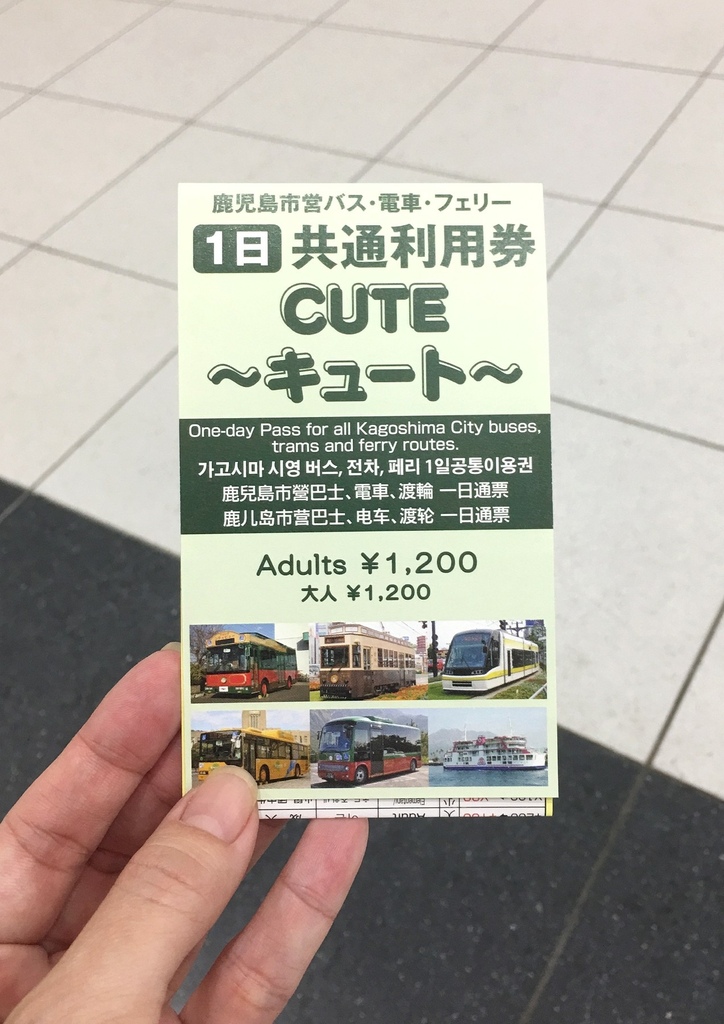 鹿児島市営バス・電車・フェリー
1日 共通利用券
CUTE
～キュート～
One-day Pass for all Kagoshima City buses,
trams and ferry routes.
가고시마 시영 버스, 전차, 페리 1일공통이용권
鹿兒島市營巴士、電車、渡輪 一日通票
鹿儿岛市营巴士、电车、渡轮 一日通票
Adults ¥1,200
大人 ¥1,200
Elementary
Adult